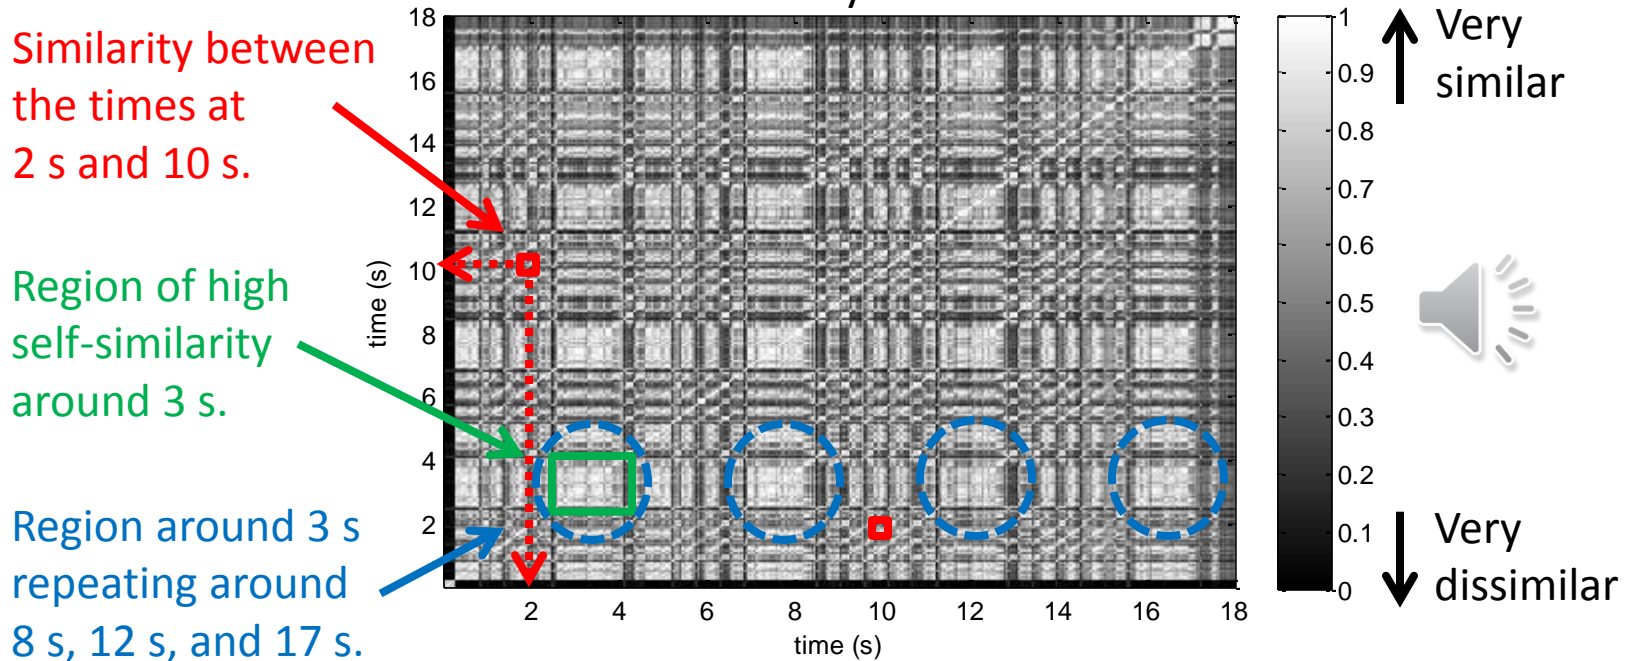 Similarity between
the times at
2 s and 10 s.
Region of high
self-similarity
around 3 s.
Region around 3 s
repeating around
8 s, 12 s, and 17 s.
18
16
14
12
10
8
6
4
2
time (s)
2 4 6 8 10 12 14 16 18
time (s)
1
0.9
0.8
0.7
0.6
0.5
0.4
0.3
0.2
0.1
0
Very
similar
Very
dissimilar